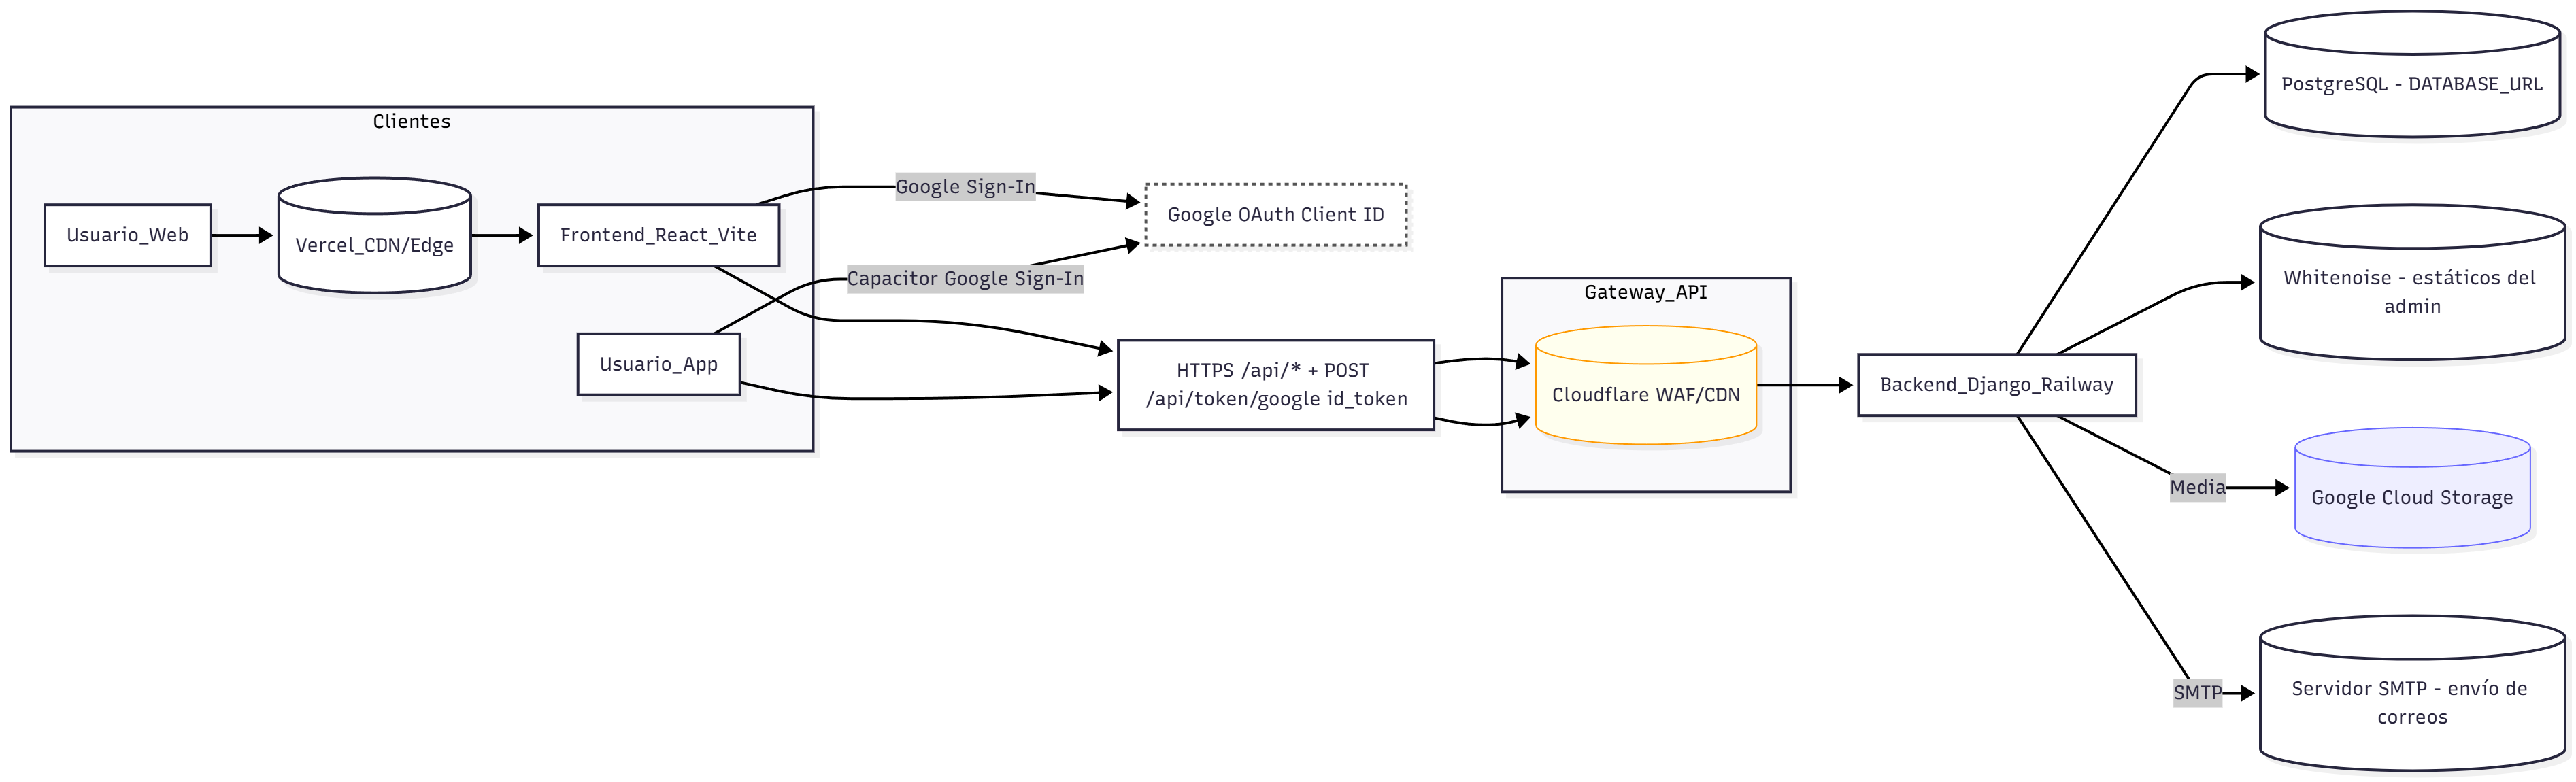 Clientes
Usuario_Web
Vercel_CDN/Edge
Frontend_React_Vite
Usuario_App
Google Sign-In
Capacitor Google Sign-In
Google OAuth Client ID
HTTPS /api/* + POST
/api/token/google id_token
Gateway_API
Cloudflare WAF/CDN
Backend_Django_Railway
PostgreSQL - DATABASE_URL
Whitenoise - estáticos del
admin
Media
Google Cloud Storage
SMTP
Servidor SMTP - envío de
correos